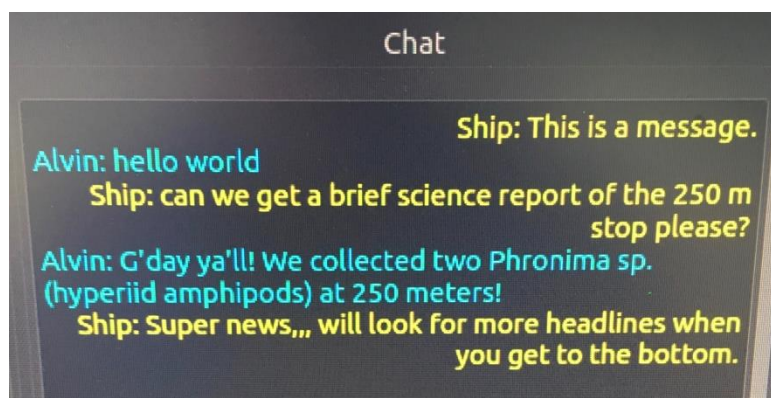 Chat
Ship: This is a message.
Alvin: hello world
Ship: can we get a brief science report of the 250 m
stop please?
Alvin: G'day ya'll! We collected two Phronima sp.
(hyperiid amphipods) at 250 meters!
Ship: Super news,,, will look for more headlines when
you get to the bottom.